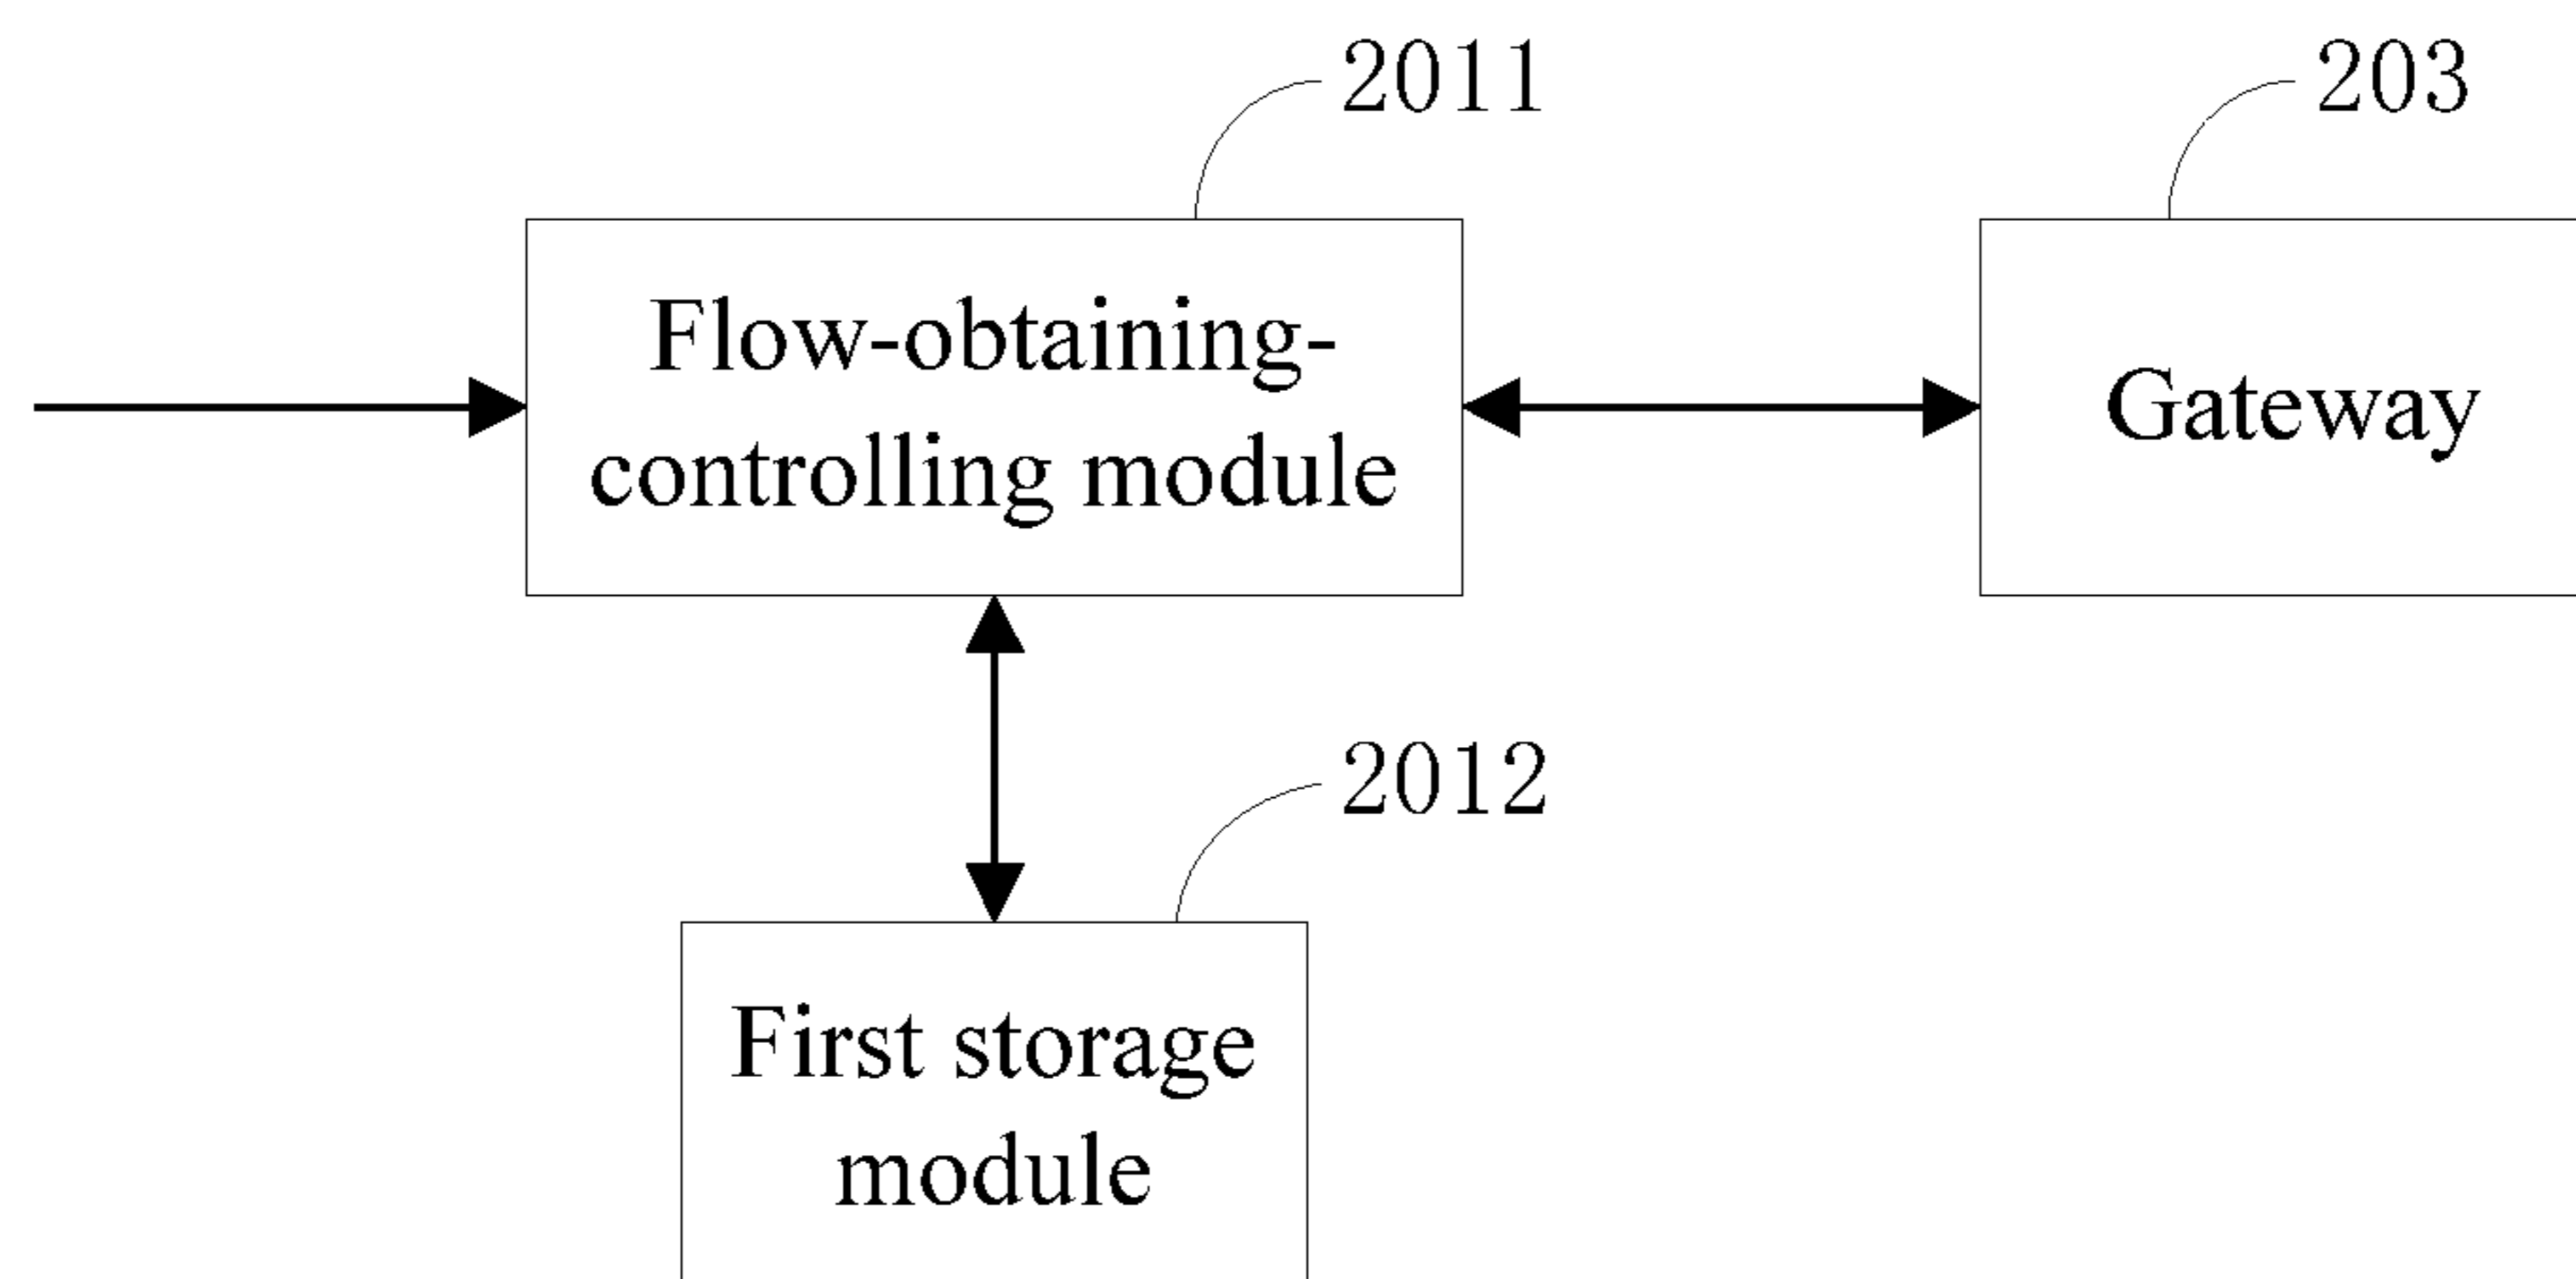 2011
203
Flow-obtaining-
controlling module
Gateway
2012
First storage
module